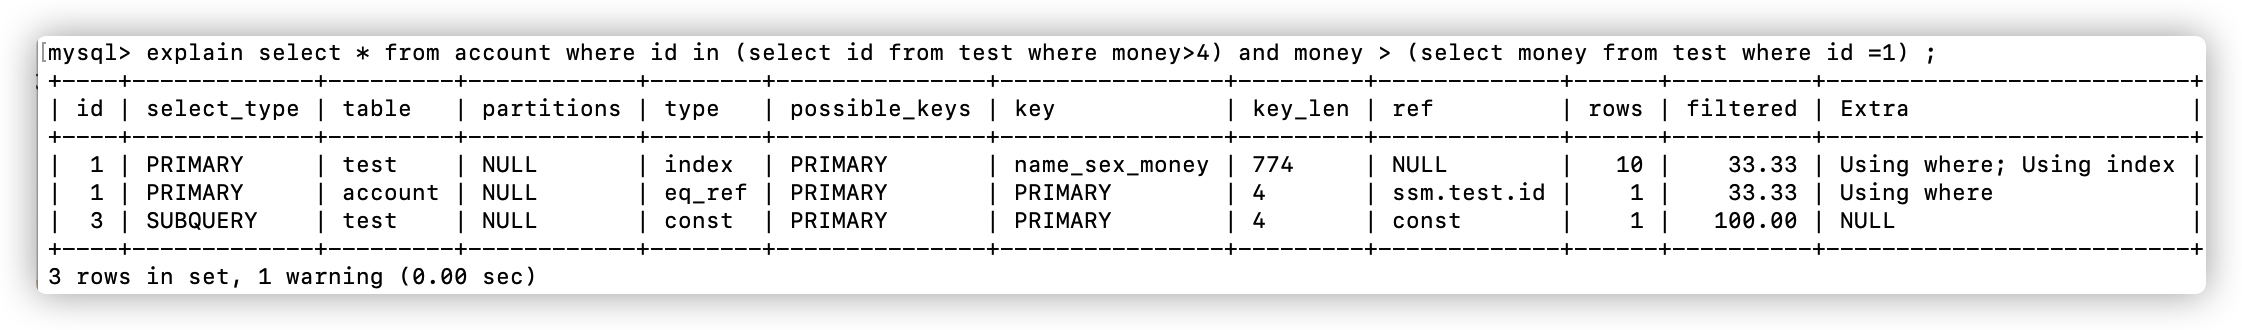 [mysql> explain select * from account where id in (select id from test where money>4) and money > (select money from test where id =1) ;
+----+-------------+---------+------------+--------+---------------+----------------+---------+-------------+------+----------+--------------------------+
| id | select_type | table   | partitions | type   | possible_keys | key            | key_len | ref         | rows | filtered | Extra                    |
+----+-------------+---------+------------+--------+---------------+----------------+---------+-------------+------+----------+--------------------------+
|  1 | PRIMARY     | test    | NULL       | index  | PRIMARY       | name_sex_money | 774     | NULL        |   10 |    33.33 | Using where; Using index |
|  1 | PRIMARY     | account | NULL       | eq_ref | PRIMARY       | PRIMARY        | 4       | ssm.test.id |    1 |    33.33 | Using where              |
|  3 | SUBQUERY    | test    | NULL       | const  | PRIMARY       | PRIMARY        | 4       | const       |    1 |   100.00 | NULL                     |
+----+-------------+---------+------------+--------+---------------+----------------+---------+-------------+------+----------+--------------------------+
3 rows in set, 1 warning (0.00 sec)